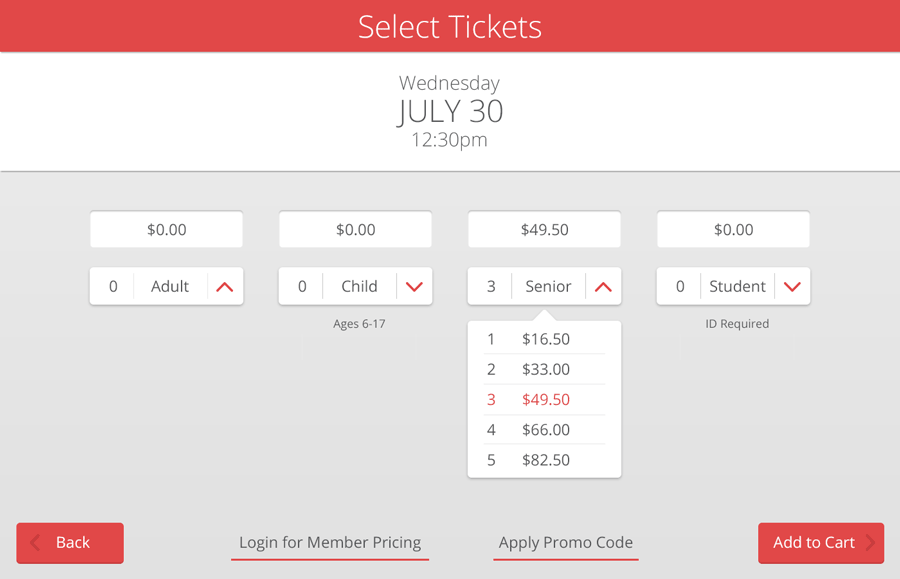 Select Tickets
Wednesday
JULY 30
12:30pm
$0.00 $0.00 $49.50 $0.00
0 Adult 0 Child 3 Senior 0 Student
Ages 6-17 ID Required
1 $16.50
2 $33.00
3 $49.50
4 $66.00
5 $82.50
Back Login for Member Pricing Apply Promo Code Add to Cart